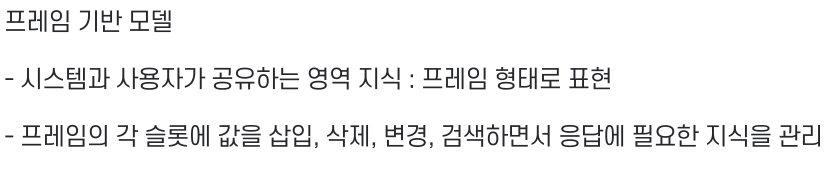 프레임 기반 모델
- 시스템과 사용자가 공유하는 영역 지식 : 프레임 형태로 표현
- 프레임의 각 슬롯에 값을 삽입, 삭제, 변경, 검색하면서 응답에 필요한 지식을 관리